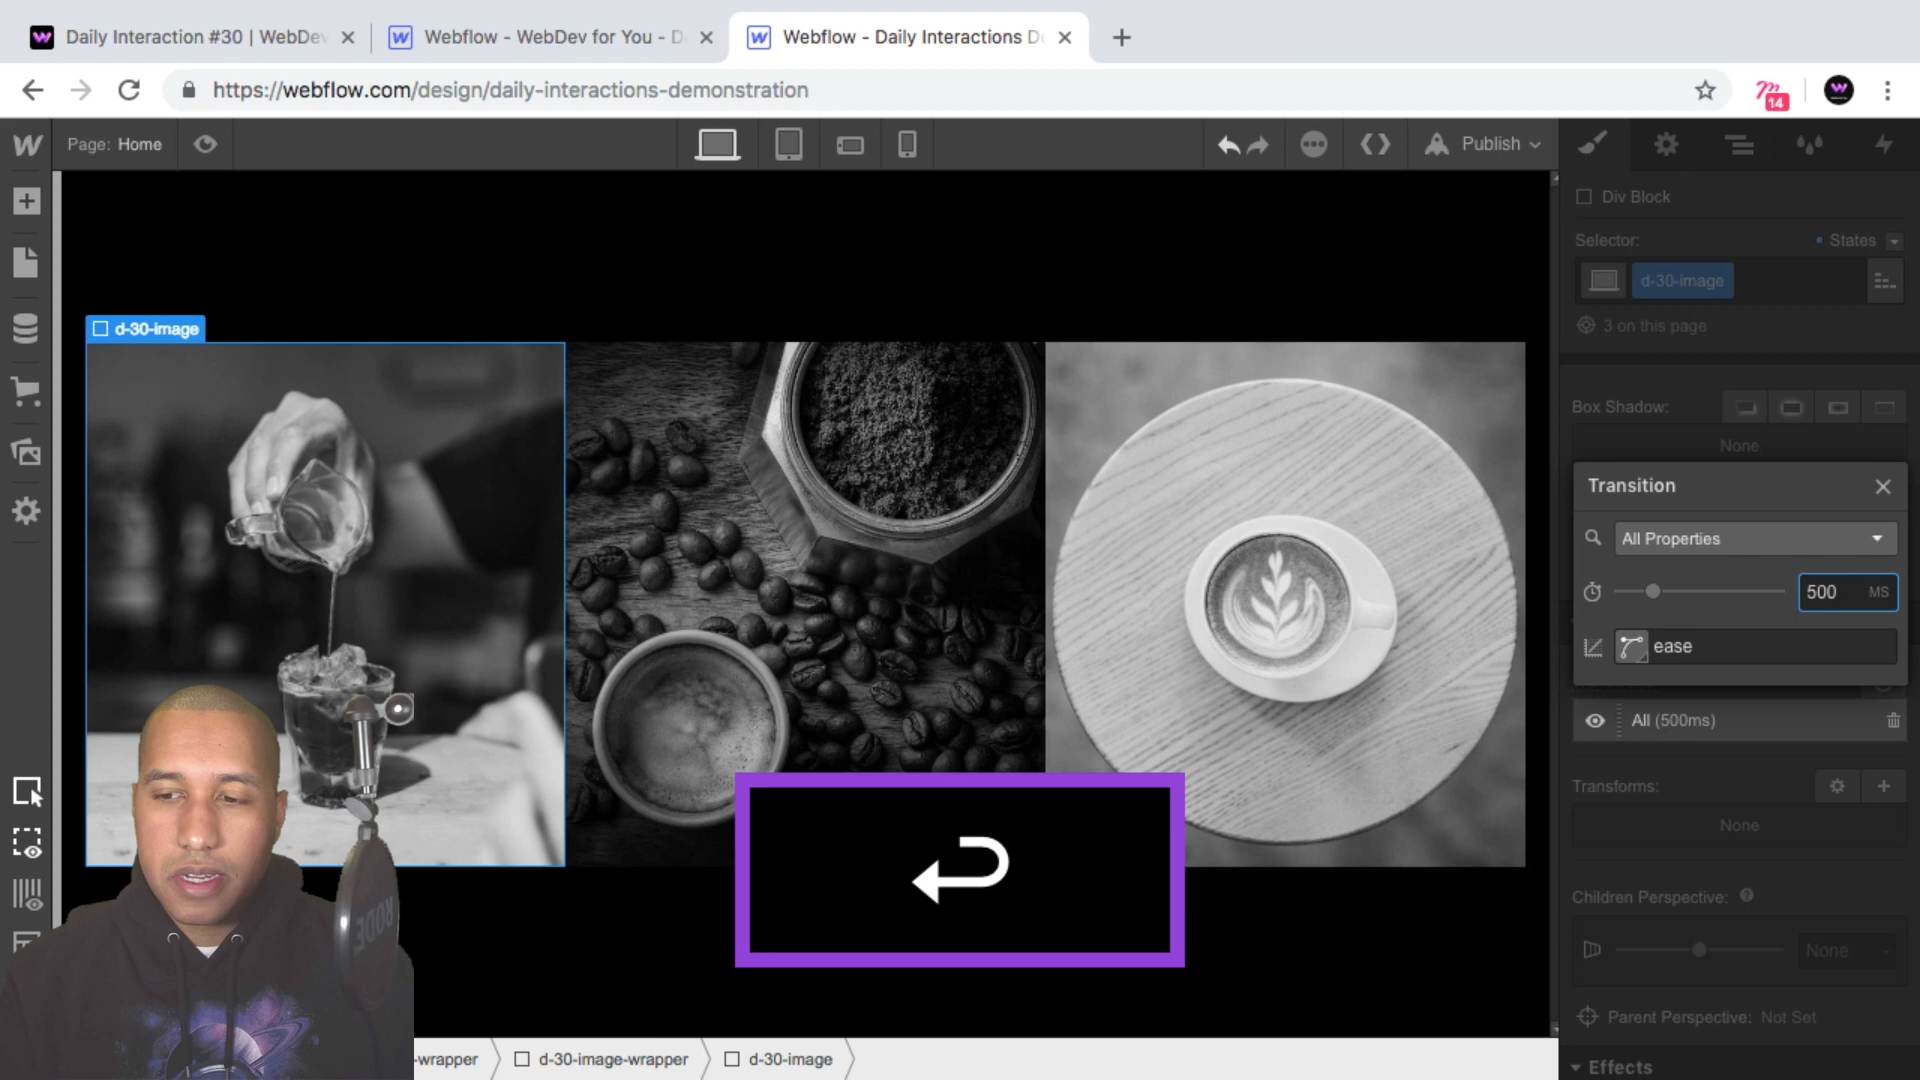 Daily Interaction #30 | WebDev
Webflow - WebDev for You - D
Webflow - Daily Interactions De
https://webflow.com/design/daily-interactions-demonstration
14
Page: Home
Publish
Div Block
Selector:
States
d-30-image
3 on this page
d-30-image
Box Shadow:
None
Transition
All Properties
500 MS
ease
All (500ms)
Transforms:
None
Children Perspective:
None
Parent Perspective: Not Set
Effects
RODE
-wrapper
d-30-image-wrapper
d-30-image